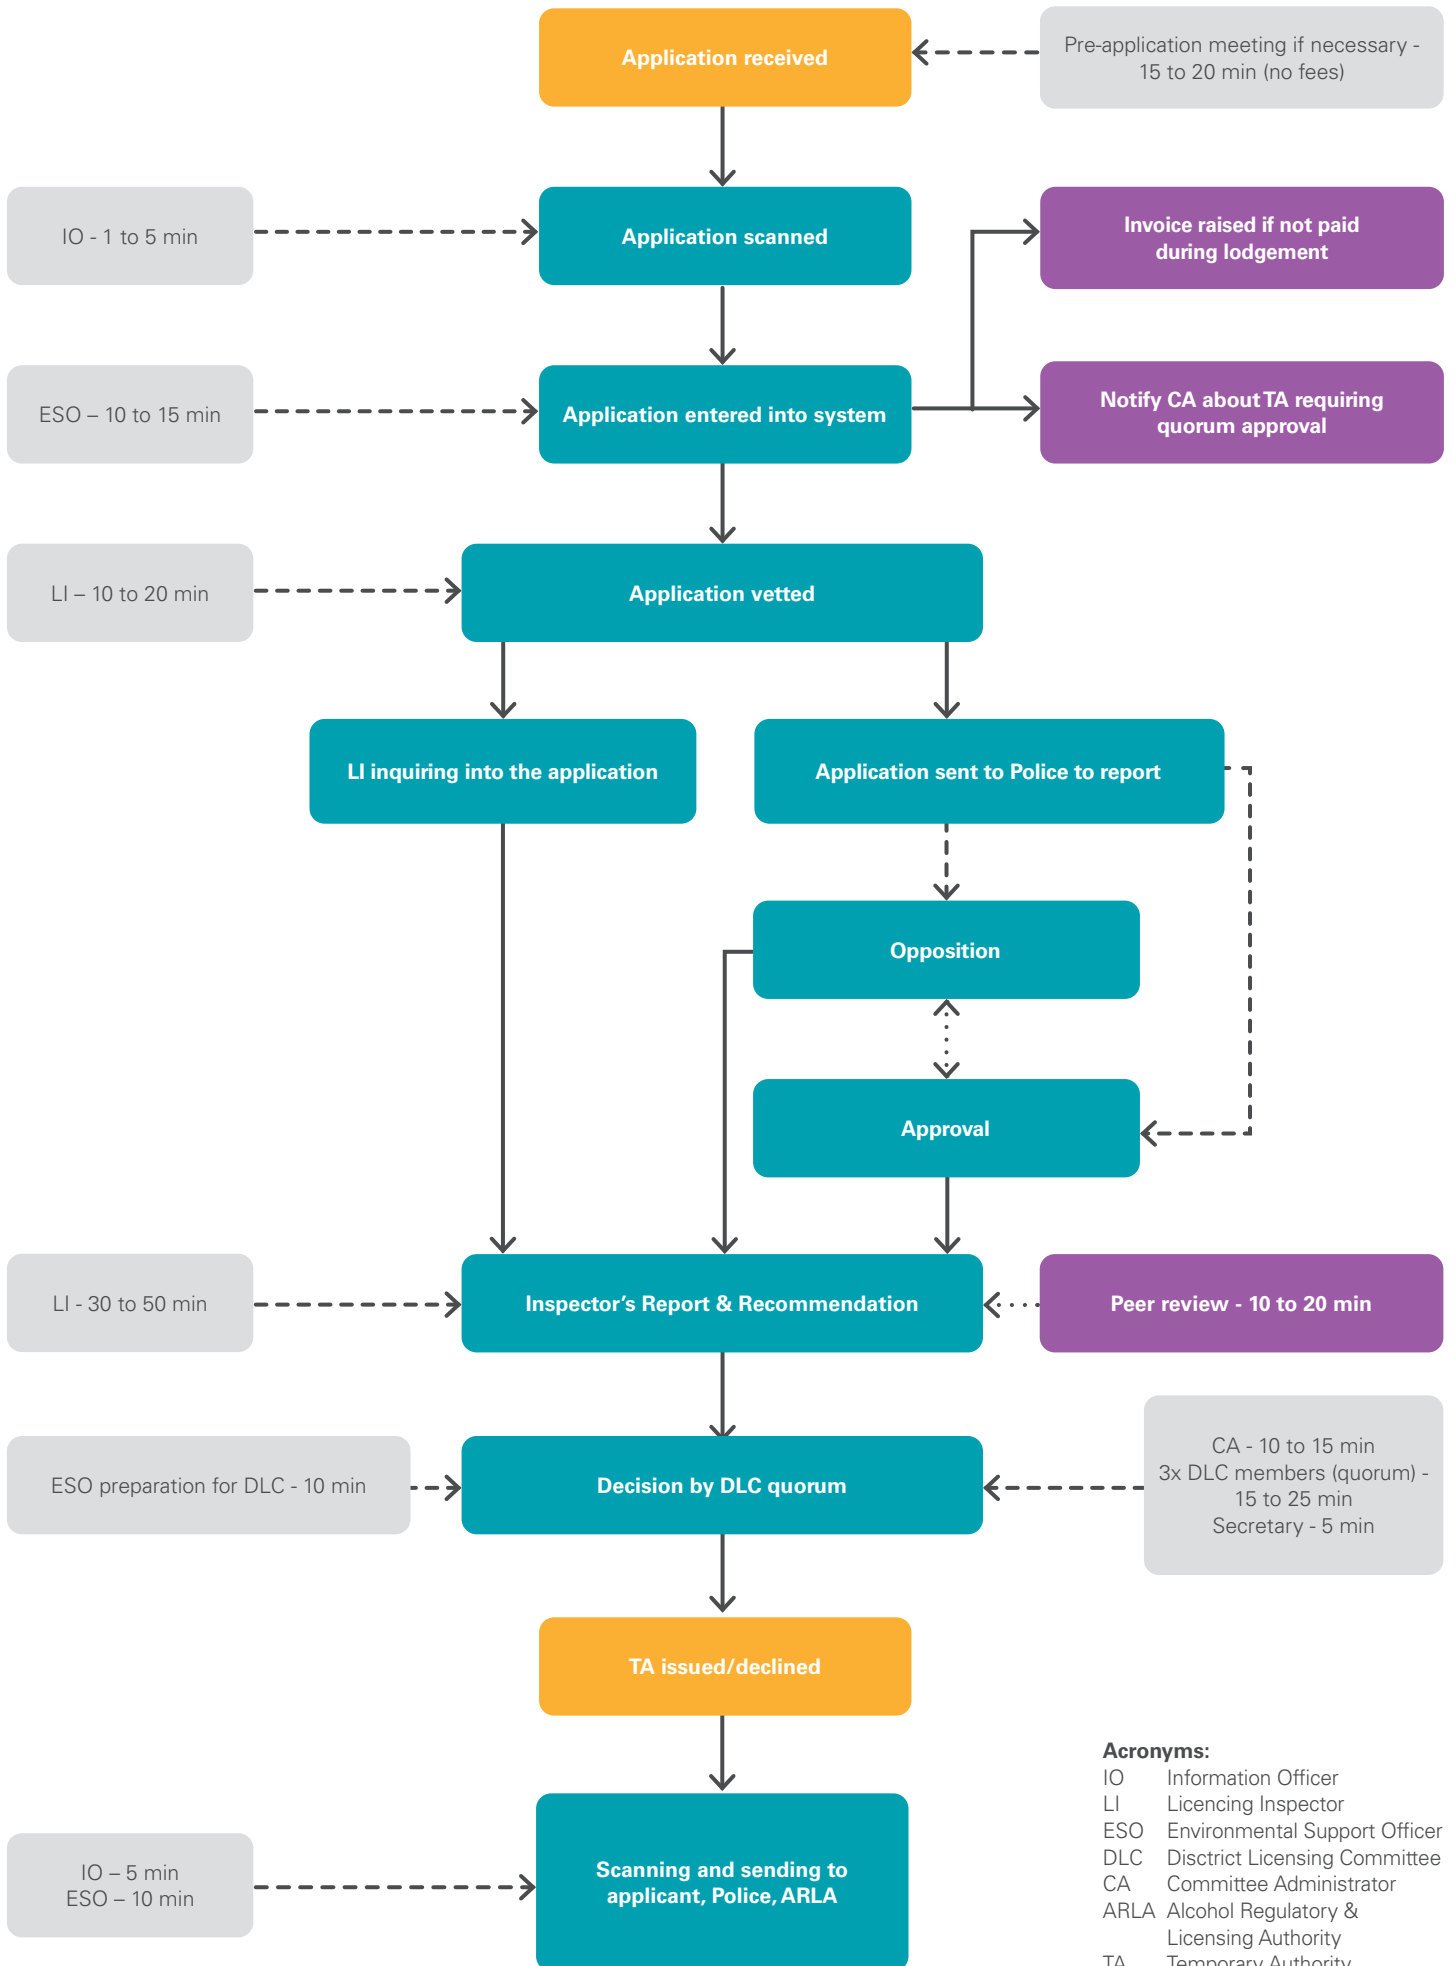 Application received
Pre-application meeting if necessary -
15 to 20 min (no fees)
IO - 1 to 5 min
Application scanned
Invoice raised if not paid
during lodgement
ESO – 10 to 15 min
Application entered into system
Notify CA about TA requiring
quorum approval
LI – 10 to 20 min
Application vetted
LI inquiring into the application
Application sent to Police to report
Opposition
Approval
LI - 30 to 50 min
Inspector’s Report & Recommendation
Peer review - 10 to 20 min
ESO preparation for DLC - 10 min
Decision by DLC quorum
CA - 10 to 15 min
3x DLC members (quorum) -
15 to 25 min
Secretary - 5 min
TA issued/declined
IO – 5 min
ESO – 10 min
Scanning and sending to
applicant, Police, ARLA
Acronyms:
IO Information Officer
LI Licencing Inspector
ESO Environmental Support Officer
DLC Disctrict Licensing Committee
CA Committee Administrator
ARLA Alcohol Regulatory &
Licensing Authority
TA Temporary Authority